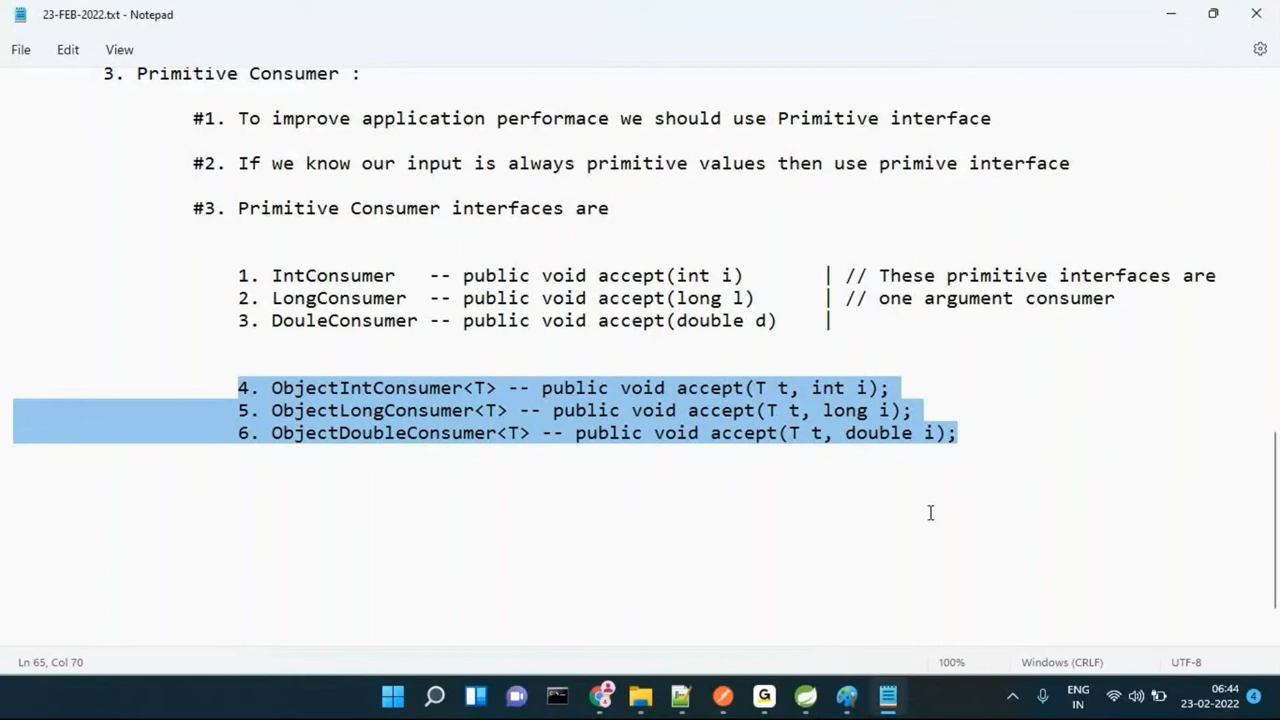 23-FEB-2022.txt - Notepad
File Edit View
3. Primitive Consumer :
#1. To improve application performace we should use Primitive interface
#2. If we know our input is always primitive values then use primive interface
#3. Primitive Consumer interfaces are
1. IntConsumer -- public void accept(int i) | // These primitive interfaces are
2. LongConsumer -- public void accept(long l) | // one argument consumer
3. DouleConsumer -- public void accept(double d) |
4. ObjectIntConsumer<T> -- public void accept(T t, int i);
5. ObjectLongConsumer<T> -- public void accept(T t, long i);
6. ObjectDoubleConsumer<T> -- public void accept(T t, double i);
Ln 65, Col 70 100% Windows (CRLF) UTF-8
ENG 06:44
IN 23-02-2022 4